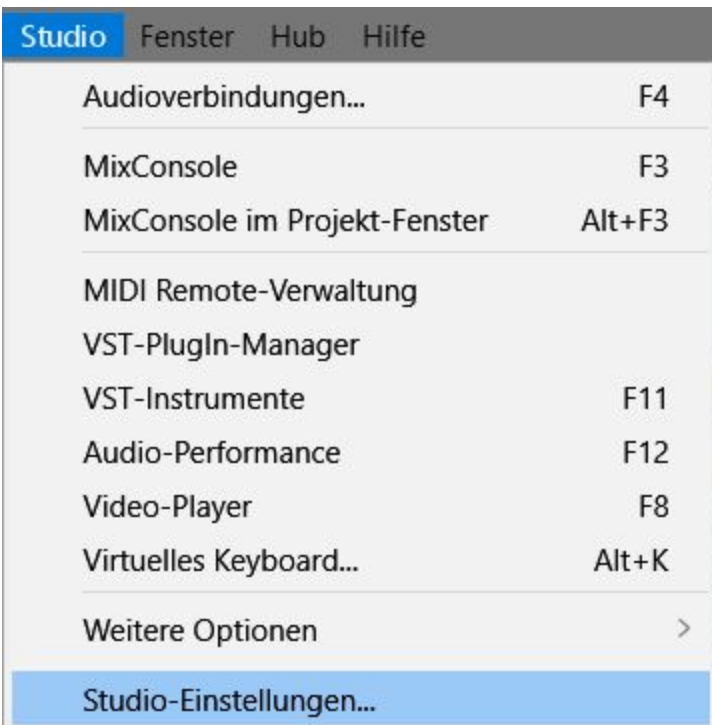 Studio Fenster Hub Hilfe
Audioverbindungen... F4
MixConsole F3
MixConsole im Projekt-Fenster Alt+F3
MIDI Remote-Verwaltung
VST-PlugIn-Manager
VST-Instrumente F11
Audio-Performance F12
Video-Player F8
Virtuelles Keyboard... Alt+K
Weitere Optionen >
Studio-Einstellungen...